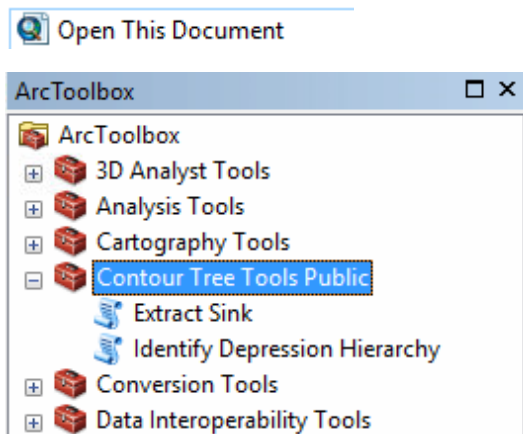 Open This Document
ArcToolbox
ArcToolbox
3D Analyst Tools
Analysis Tools
Cartography Tools
Contour Tree Tools Public
Extract Sink
Identify Depression Hierarchy
Conversion Tools
Data Interoperability Tools